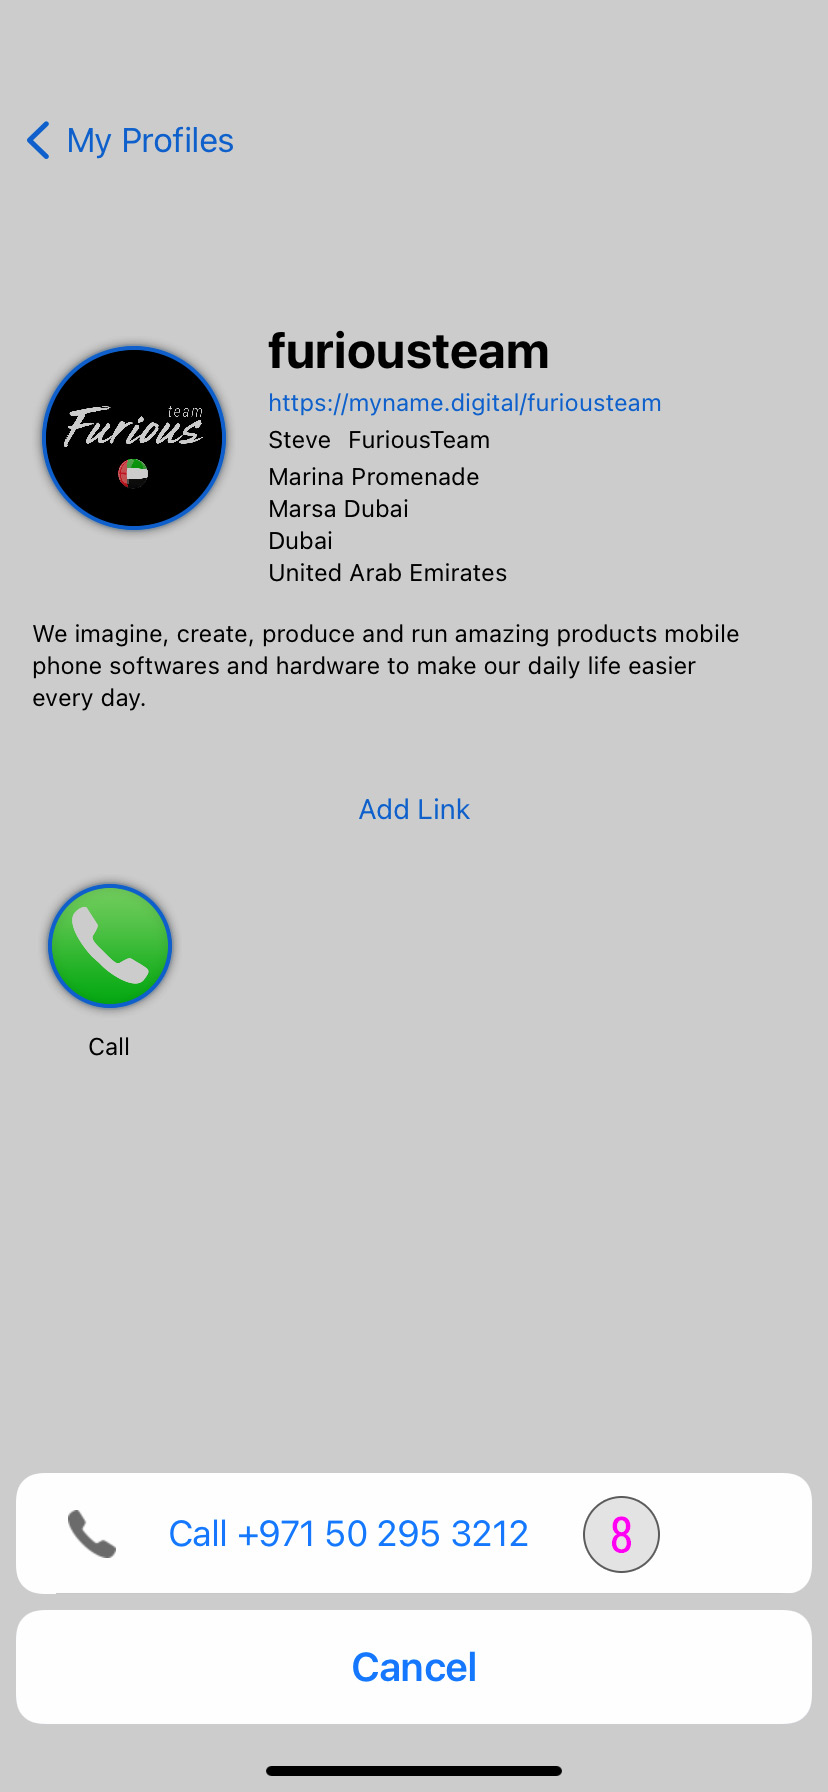 My Profiles
furiousteam
team
Furious
https://myname.digital/furiousteam
Steve FuriousTeam
Marina Promenade
Marsa Dubai
Dubai
United Arab Emirates
We imagine, create, produce and run amazing products mobile
phone softwares and hardware to make our daily life easier
every day.
Add Link
Call
Call +971 50 295 3212
8
Cancel